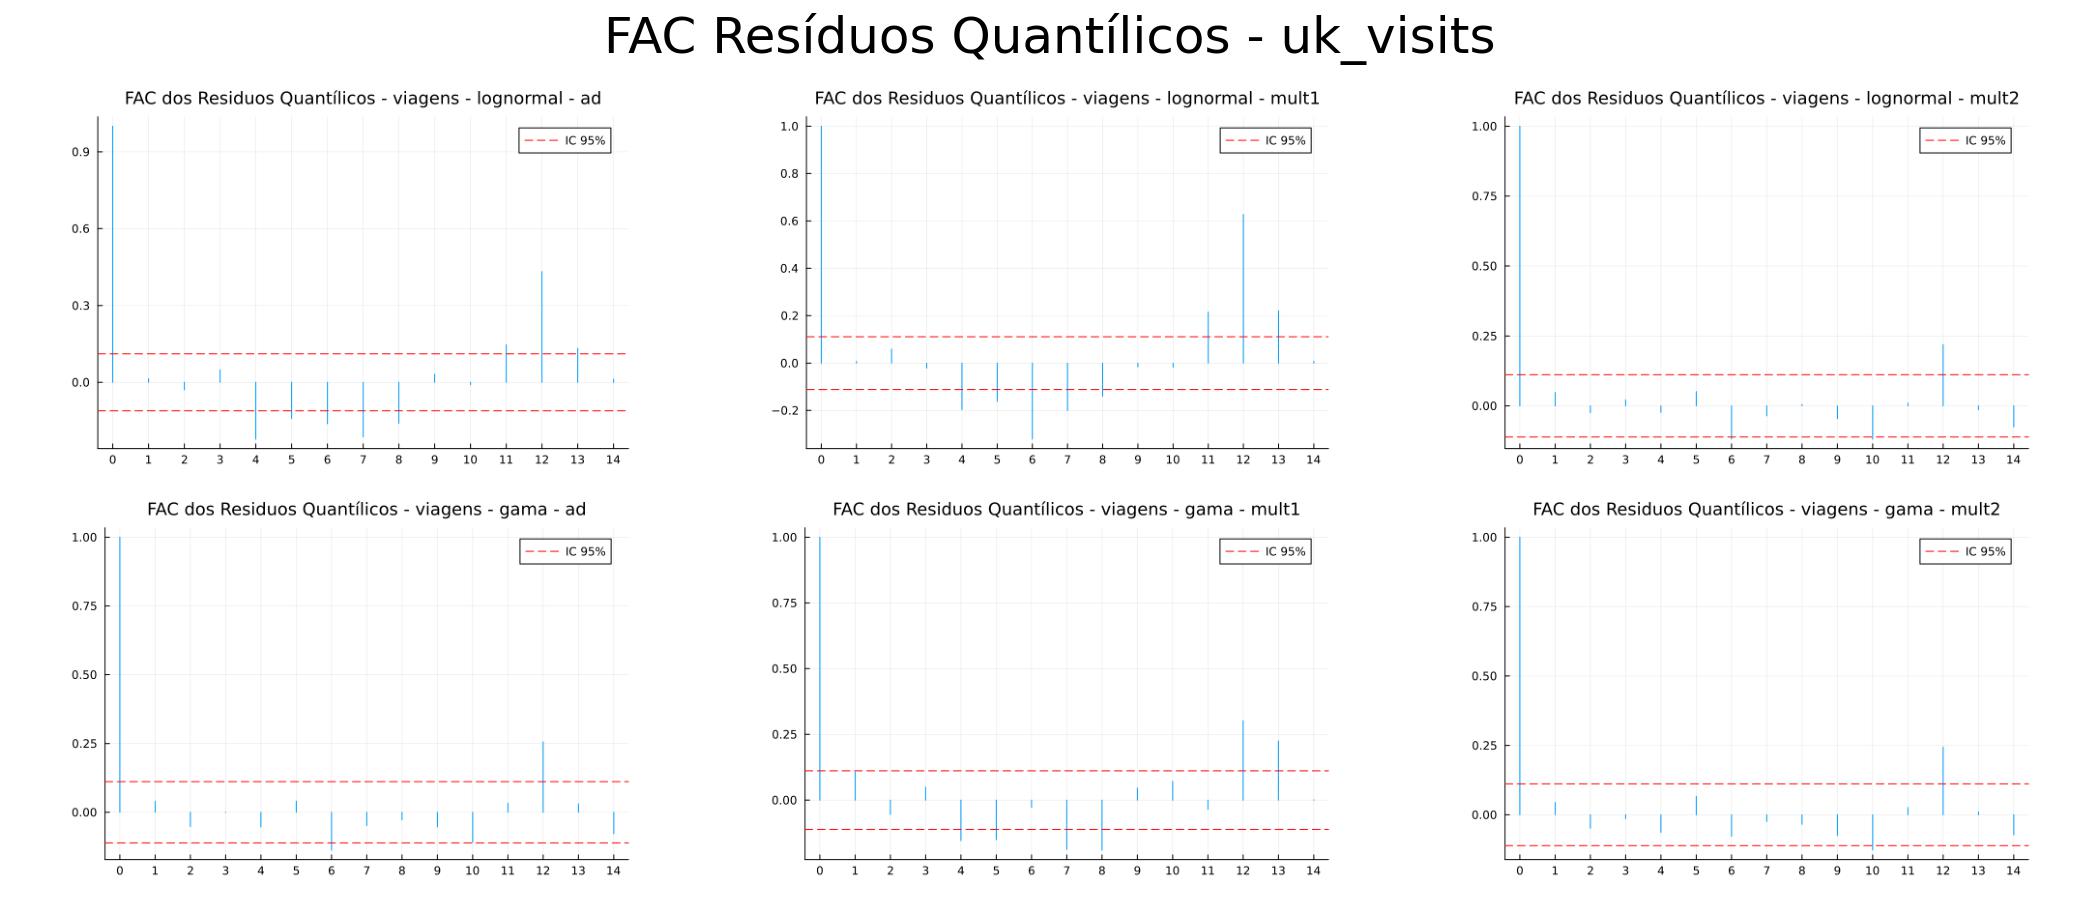 FAC Resíduos Quantílicos - uk_visits
FAC dos Residuos Quantílicos - viagens - lognormal - ad
IC 95%
0.9
0.6
0.3
0.0
0 1 2 3 4 5 6 7 8 9 10 11 12 13 14
FAC dos Residuos Quantílicos - viagens - lognormal - mult1
IC 95%
1.0
0.8
0.6
0.4
0.2
0.0
−0.2
0 1 2 3 4 5 6 7 8 9 10 11 12 13 14
FAC dos Residuos Quantílicos - viagens - lognormal - mult2
IC 95%
1.00
0.75
0.50
0.25
0.00
0 1 2 3 4 5 6 7 8 9 10 11 12 13 14
FAC dos Residuos Quantílicos - viagens - gama - ad
IC 95%
1.00
0.75
0.50
0.25
0.00
0 1 2 3 4 5 6 7 8 9 10 11 12 13 14
FAC dos Residuos Quantílicos - viagens - gama - mult1
IC 95%
1.00
0.75
0.50
0.25
0.00
0 1 2 3 4 5 6 7 8 9 10 11 12 13 14
FAC dos Residuos Quantílicos - viagens - gama - mult2
IC 95%
1.00
0.75
0.50
0.25
0.00
0 1 2 3 4 5 6 7 8 9 10 11 12 13 14